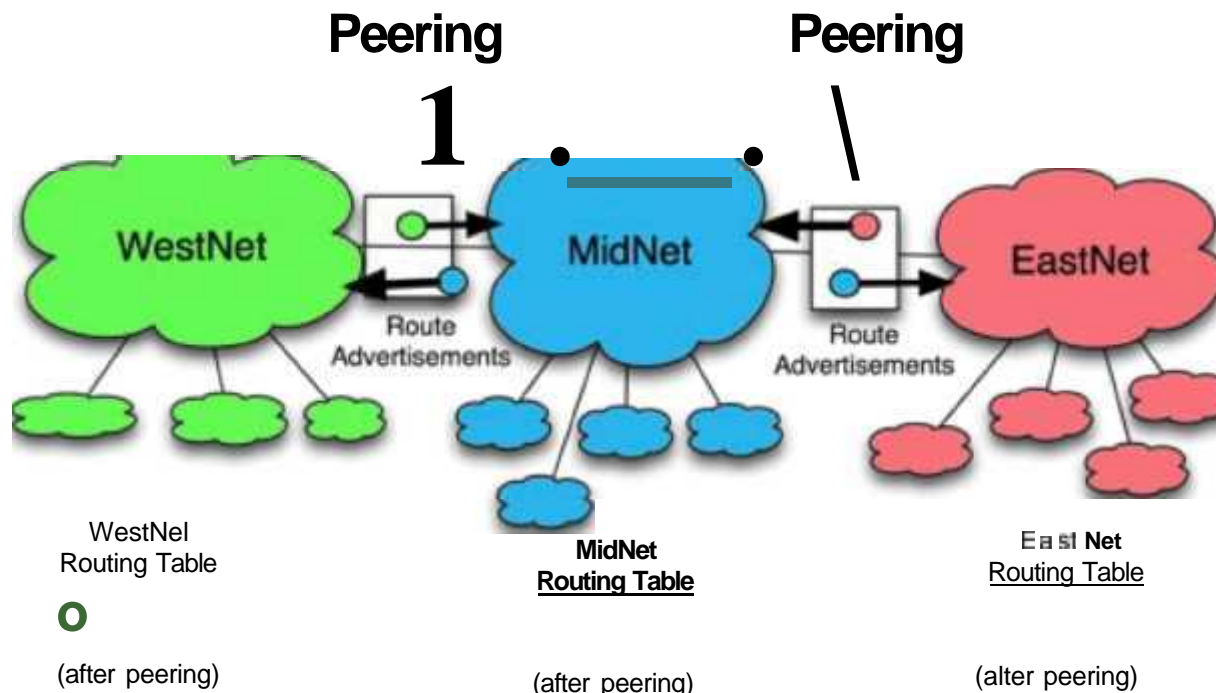 Peering Peering
1 \
WestNet MidNet EastNet
Route
Advertisements
Route
Advertisements
WestNel
Routing Table
o
(after peering)
MidNet
Routing Table
(after peering)
East Net
Routing Table
(alter peering)